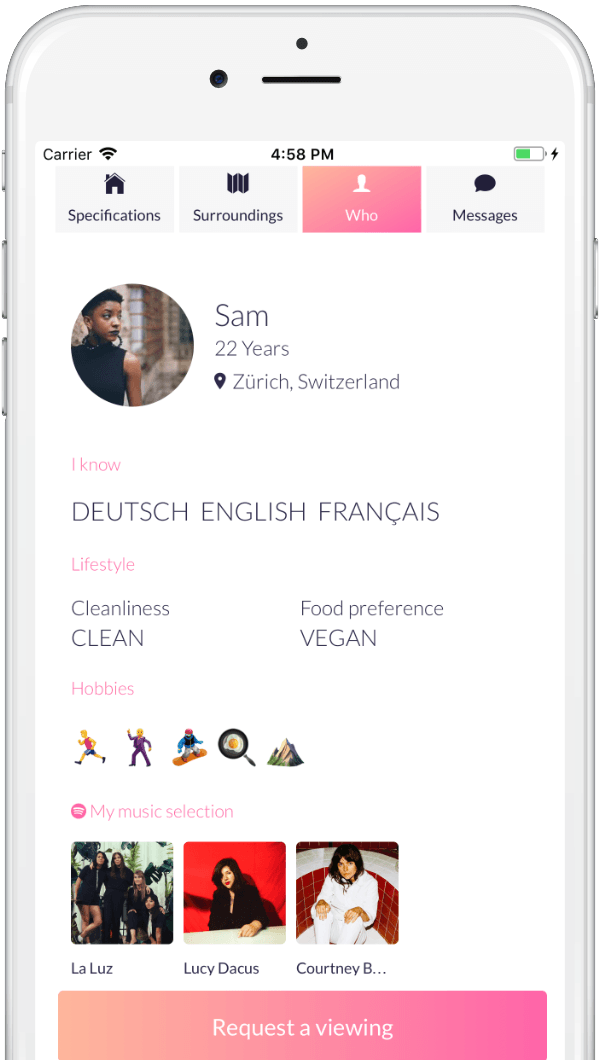 Carrier 4:58 PM
Specifications Surroundings Who Messages
Sam
22 Years
Zürich, Switzerland
I know
DEUTSCH ENGLISH FRANÇAIS
Lifestyle
Cleanliness Food preference
CLEAN VEGAN
Hobbies
My music selection
La Luz Lucy Dacus Courtney B...
Request a viewing